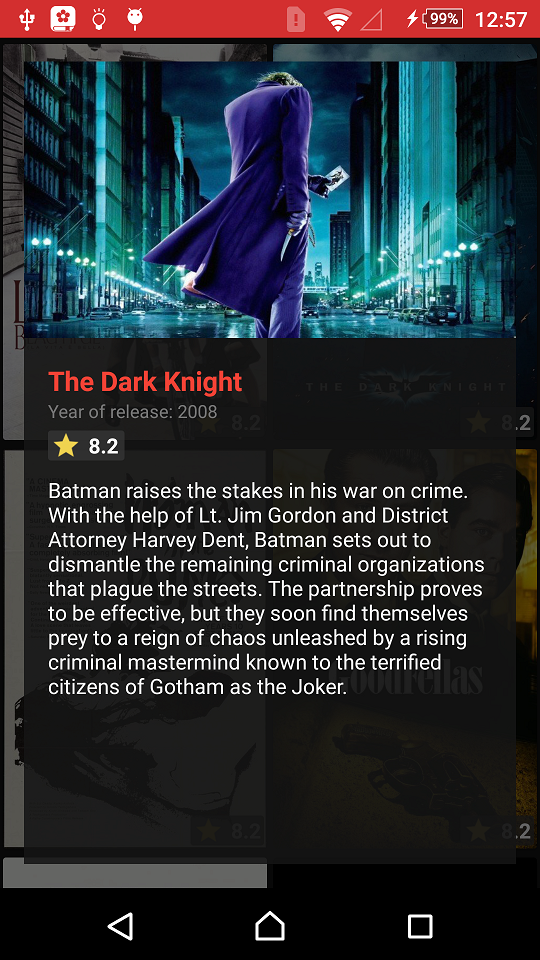 99%
12:57
THE DARK KNIGHT
The Dark Knight
Year of release: 2008
8.2
8.2
8.2
Batman raises the stakes in his war on crime.
With the help of Lt. Jim Gordon and District
Attorney Harvey Dent, Batman sets out to
dismantle the remaining criminal organizations
that plague the streets. The partnership proves
to be effective, but they soon find themselves
prey to a reign of chaos unleashed by a rising
criminal mastermind known to the terrified
citizens of Gotham as the Joker.
Goodfellas
8.2
8.2